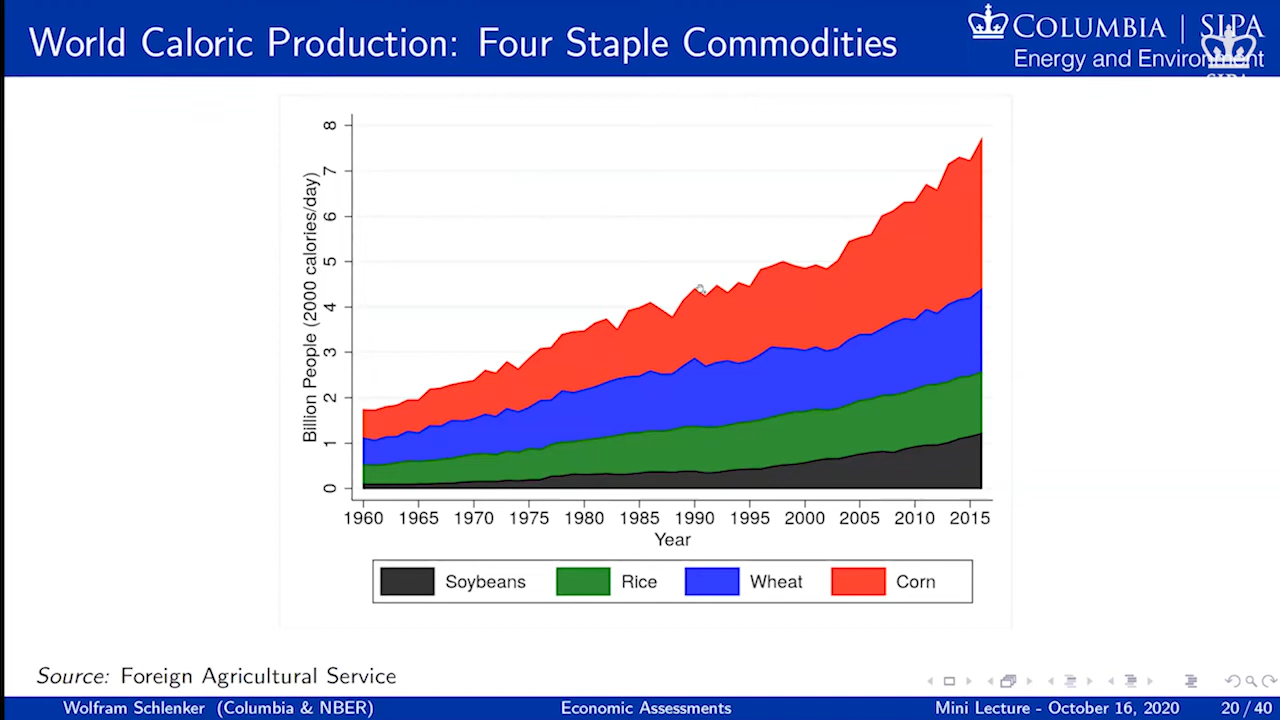 World Caloric Production: Four Staple Commodities
COLUMBIA | SIPA
Energy and Environment
SIPA
8
7
6
5
4
3
2
1
0
Billion People (2000 calories/day)
1960 1965 1970 1975 1980 1985 1990 1995 2000 2005 2010 2015
Year
Soybeans Rice Wheat Corn
Source: Foreign Agricultural Service
Wolfram Schlenker (Columbia & NBER) Economic Assessments Mini Lecture - October 16, 2020 20 / 40